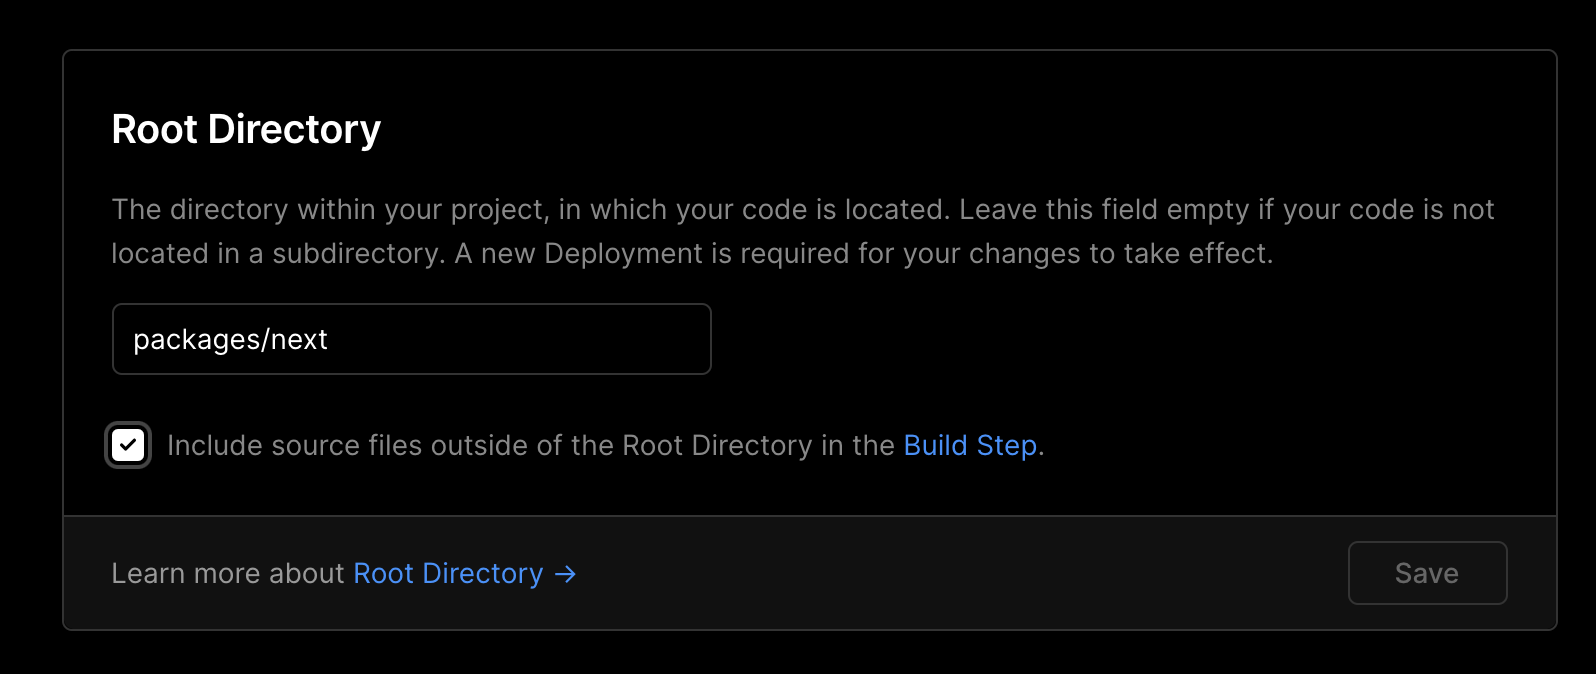 Root Directory
The directory within your project, in which your code is located. Leave this field empty if your code is not
located in a subdirectory. A new Deployment is required for your changes to take effect.
packages/next
Include source files outside of the Root Directory in the Build Step.
Learn more about Root Directory →
Save